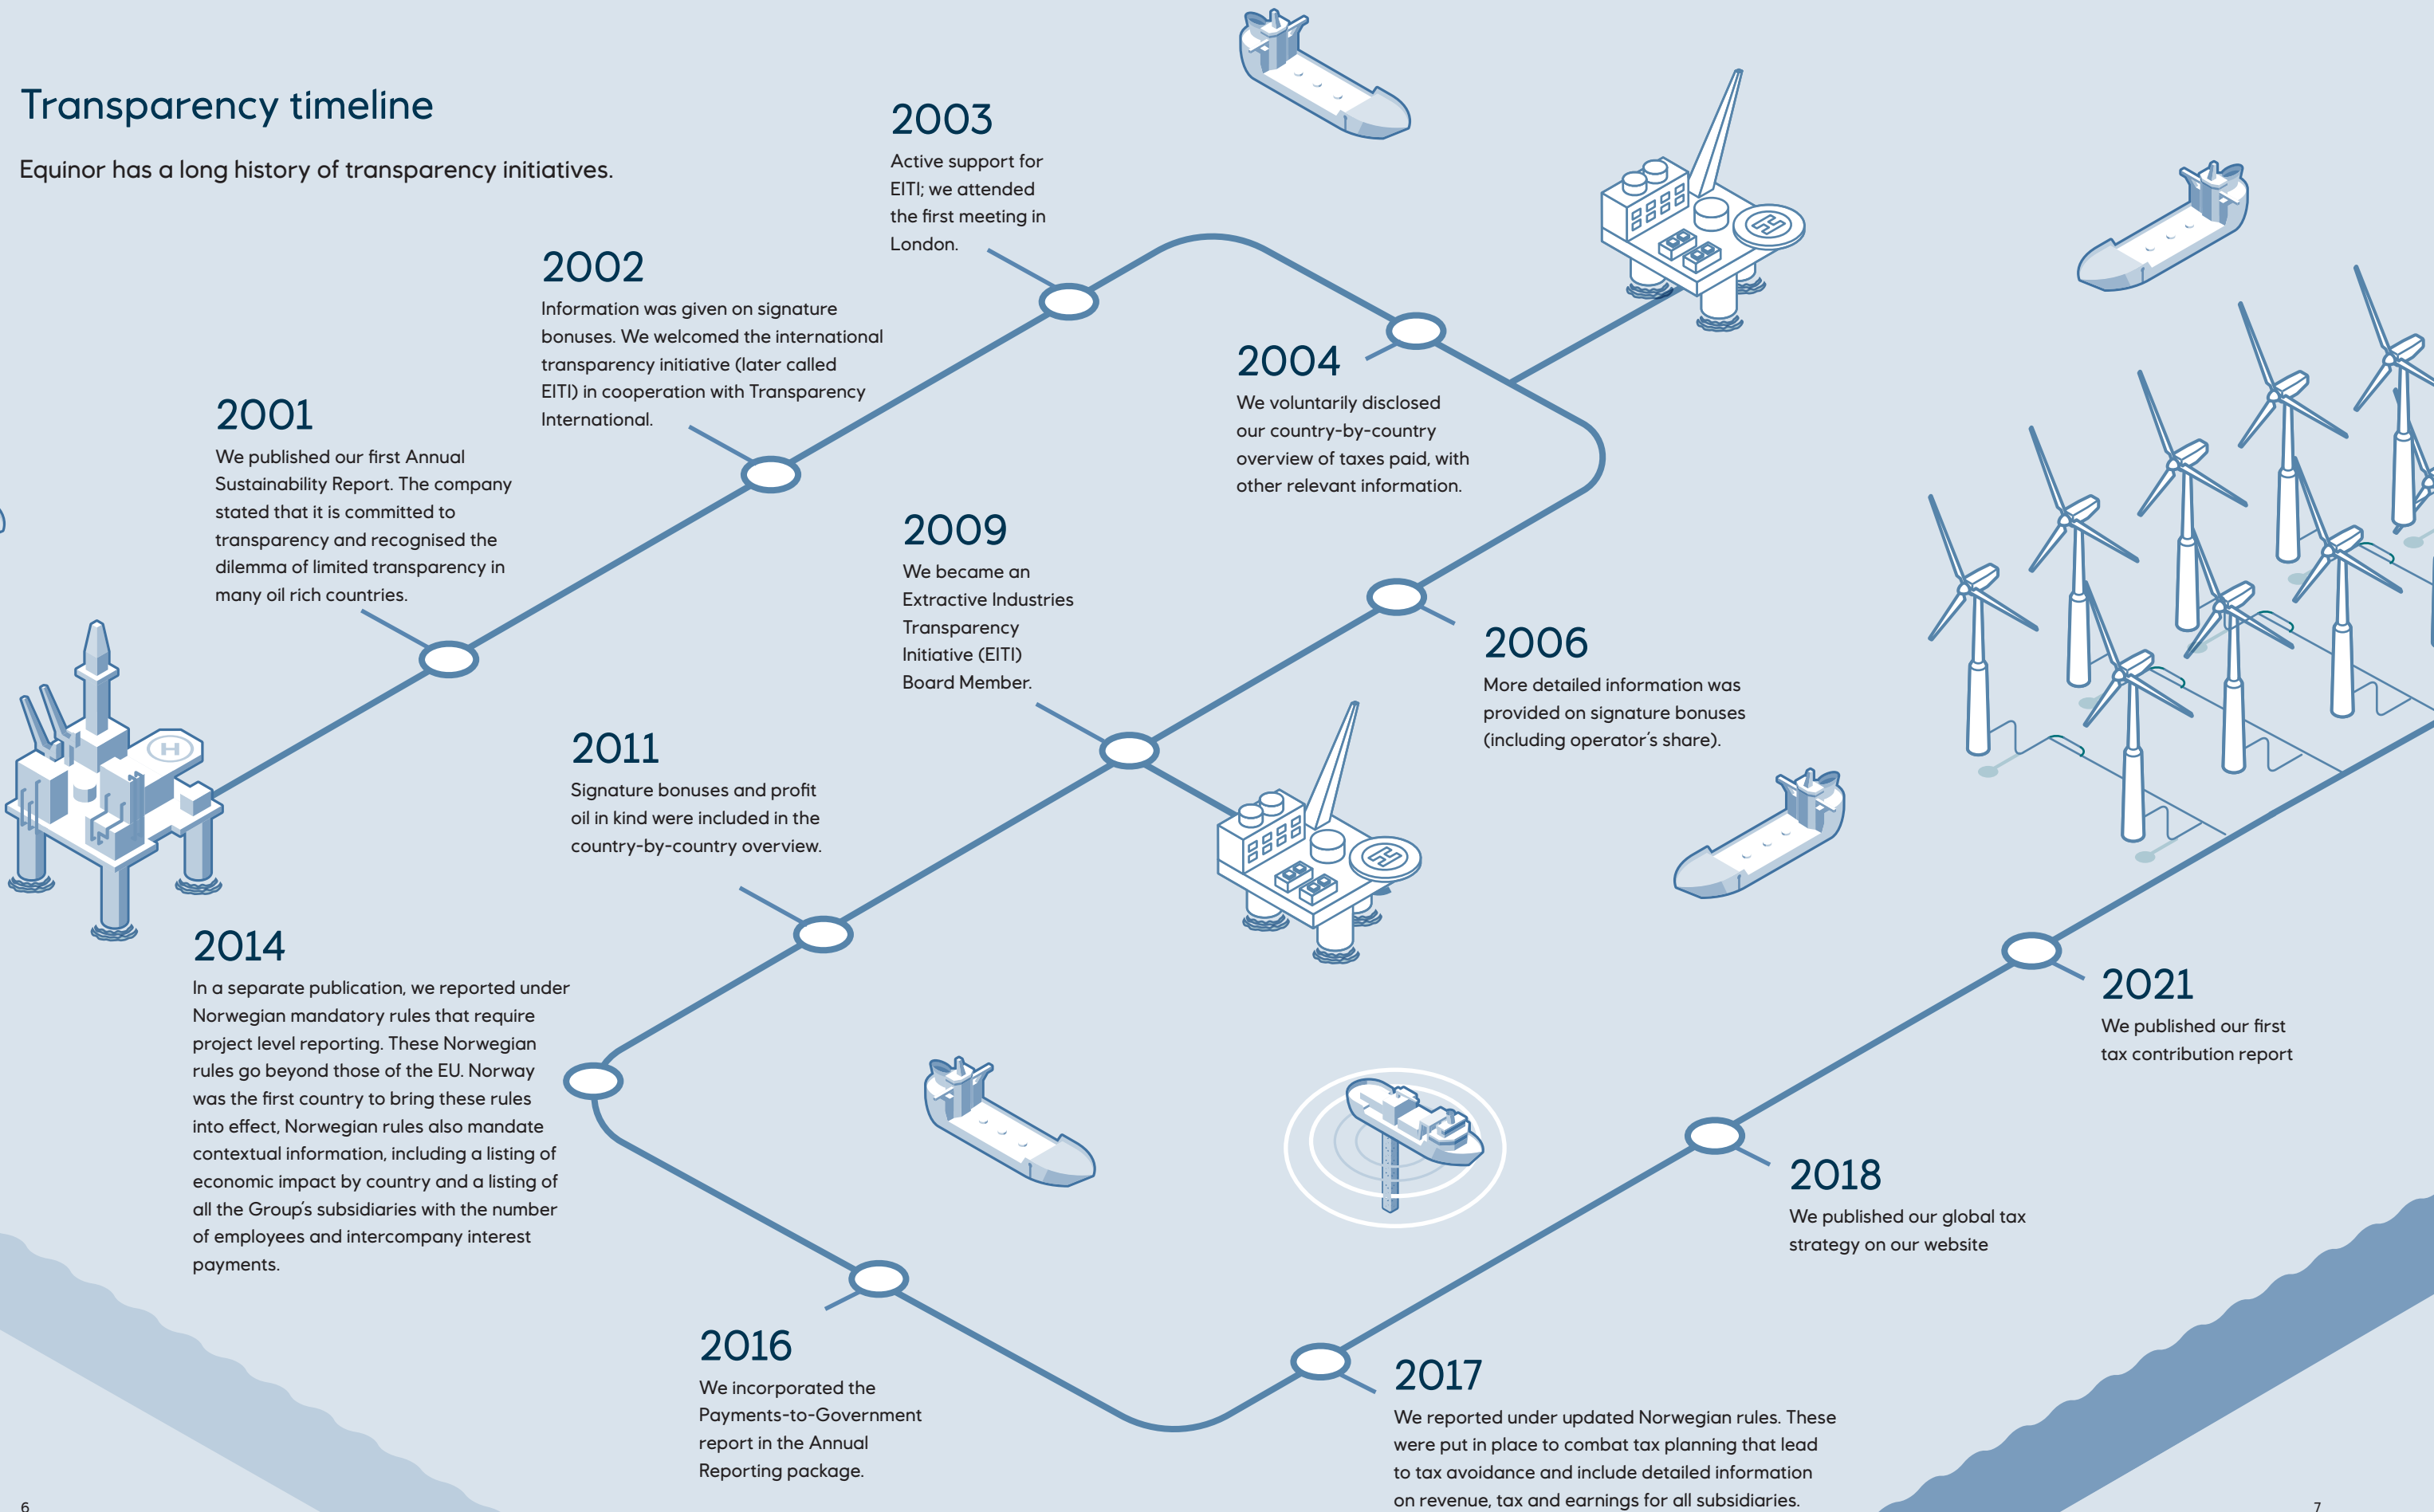 Transparency timeline
Equinor has a long history of transparency initiatives.
2001
We published our first Annual
Sustainability Report. The company
stated that it is committed to
transparency and recognised the
dilemma of limited transparency in
many oil rich countries.
2002
Information was given on signature
bonuses. We welcomed the international
transparency initiative (later called
EITI) in cooperation with Transparency
International.
2003
Active support for
EITI; we attended
the first meeting in
London.
2004
We voluntarily disclosed
our country-by-country
overview of taxes paid, with
other relevant information.
2006
More detailed information was
provided on signature bonuses
(including operator's share).
2009
We became an
Extractive Industries
Transparency
Initiative (EITI)
Board Member.
2011
Signature bonuses and profit
oil in kind were included in the
country-by-country overview.
2014
In a separate publication, we reported under
Norwegian mandatory rules that require
project level reporting. These Norwegian
rules go beyond those of the EU. Norway
was the first country to bring these rules
into effect, Norwegian rules also mandate
contextual information, including a listing of
economic impact by country and a listing of
all the Group's subsidiaries with the number
of employees and intercompany interest
payments.
2016
We incorporated the
Payments-to-Government
report in the Annual
Reporting package.
2017
We reported under updated Norwegian rules. These
were put in place to combat tax planning that lead
to tax avoidance and include detailed information
on revenue, tax and earnings for all subsidiaries.
2018
We published our global tax
strategy on our website
2021
We published our first
tax contribution report
H
H
H
6
7